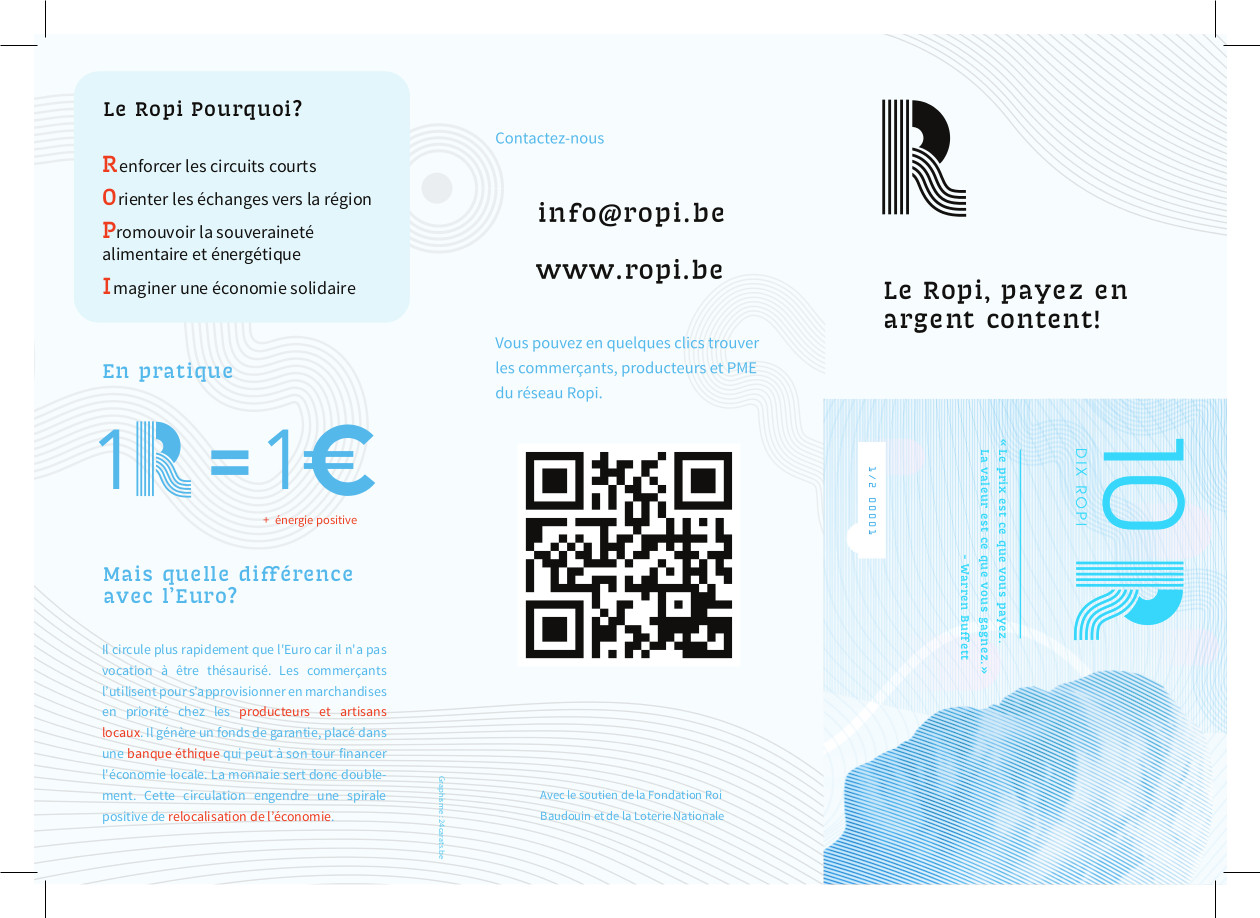 Le Ropi Pourquoi?
Renforcer les circuits courts
Orienter les échanges vers la région
Promouvoir la souveraineté
alimentaire et énergétique
Imaginer une économie solidaire
En pratique
1R = 1€
+ énergie positive
Mais quelle différence
avec l'Euro?
Il circule plus rapidement que l'Euro car il n'a pas
vocation à être thésaurisé. Les commerçants
l'utilisent pour s'approvisionner en marchandises
en priorité chez les producteurs et artisans
locaux. Il génère un fonds de garantie, placé dans
une banque éthique qui peut à son tour financer
l'économie locale. La monnaie sert donc double-
ment. Cette circulation engendre une spirale
positive de relocalisation de l'économie.
Contactez-nous
info@ropi.be
www.ropi.be
Vous pouvez en quelques clics trouver
les commerçants, producteurs et PME
du réseau Ropi.
Avec le soutien de la Fondation Roi
Baudouin et de la Loterie Nationale
R
Le Ropi, payez en
argent content!
10 R
DIX ROPI
«Le prix est ce que vous payez.
La valeur est ce que vous gagnez.»
- Warren Buffett
1/2 00001